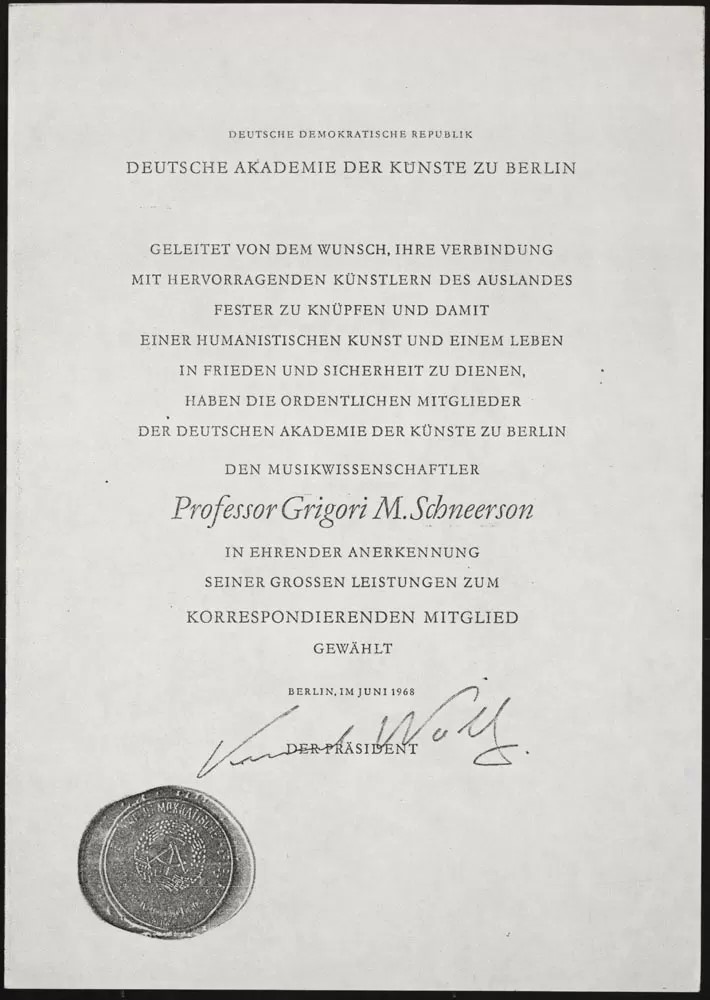 DEUTSCHE DEMOKRATISCHE REPUBLIK
DEUTSCHE AKADEMIE DER KÜNSTE ZU BERLIN
GELEITET VON DEM WUNSCH, IHRE VERBINDUNG
MIT HERVORRAGENDEN KÜNSTLERN DES AUSLANDES
FESTER ZU KNÜPFEN UND DAMIT
EINER HUMANISTISCHEN KUNST UND EINEM LEBEN
IN FRIEDEN UND SICHERHEIT ZU DIENEN,
HABEN DIE ORDENTLICHEN MITGLIEDER
DER DEUTSCHEN AKADEMIE DER KÜNSTE ZU BERLIN
DEN MUSIKWISSENSCHAFTLER
Professor Grigori M. Schneerson
IN EHRENDER ANERKENNUNG
SEINER GROSSEN LEISTUNGEN ZUM
KORRESPONDIERENDEN MITGLIED
GEWÄHLT
BERLIN, IM JUNI 1968
DER PRÄSIDENT